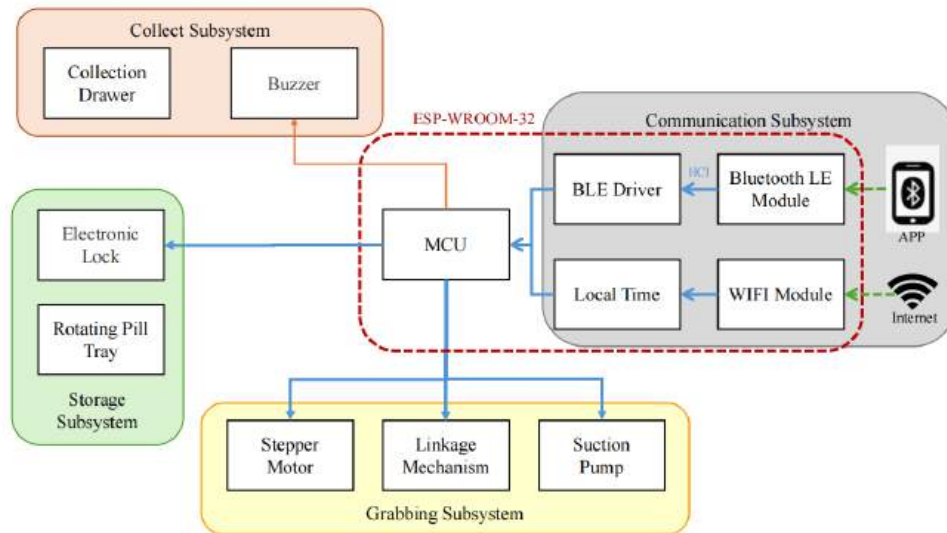 Collect Subsystem
Collection
Drawer
Buzzer
ESP-WROOM-32
Communication Subsystem
BLE Driver
HCI
Bluetooth LE
Module
APP
MCU
Local Time
WIFI Module
Internet
Electronic
Lock
Rotating Pill
Tray
Storage
Subsystem
Stepper
Motor
Linkage
Mechanism
Suction
Pump
Grabbing Subsystem